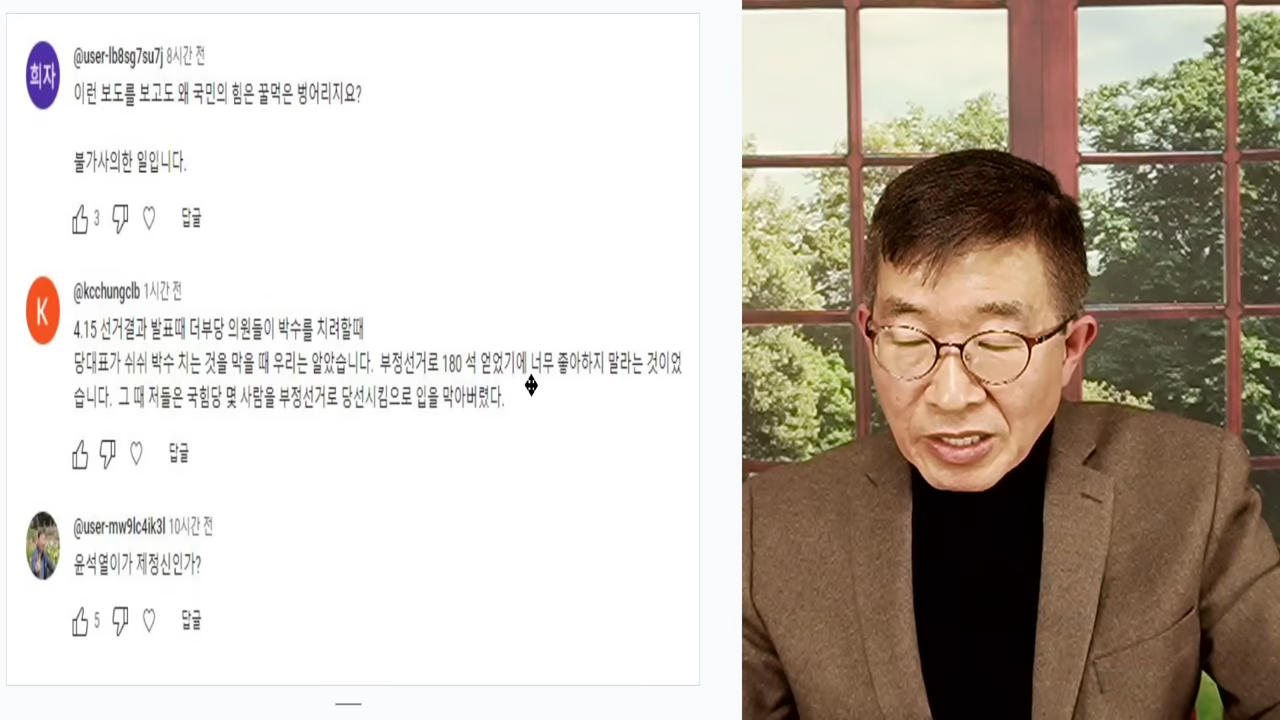 희자
@user-lb8sg7su7j 8시간 전
이런 보도를 보고도 왜 국민의 힘은 꿀먹은 벙어리지요?
불가사의한 일입니다.
3 답글
K
@kcchungclb 1시간 전
4.15 선거결과 발표때 더부당 의원들이 박수를 치려할때
당대표가 쉬쉬 박수 치는 것을 막을 때 우리는 알았습니다. 부정선거로 180 석 얻었기에 너무 좋아하지 말라는 것이었
습니다. 그 때 저들은 국힘당 몇 사람을 부정선거로 당선시킴으로 입을 막아버렸다.
답글
@user-mw9lc4ik3l 10시간 전
윤석열이가 제정신인가?
5 답글